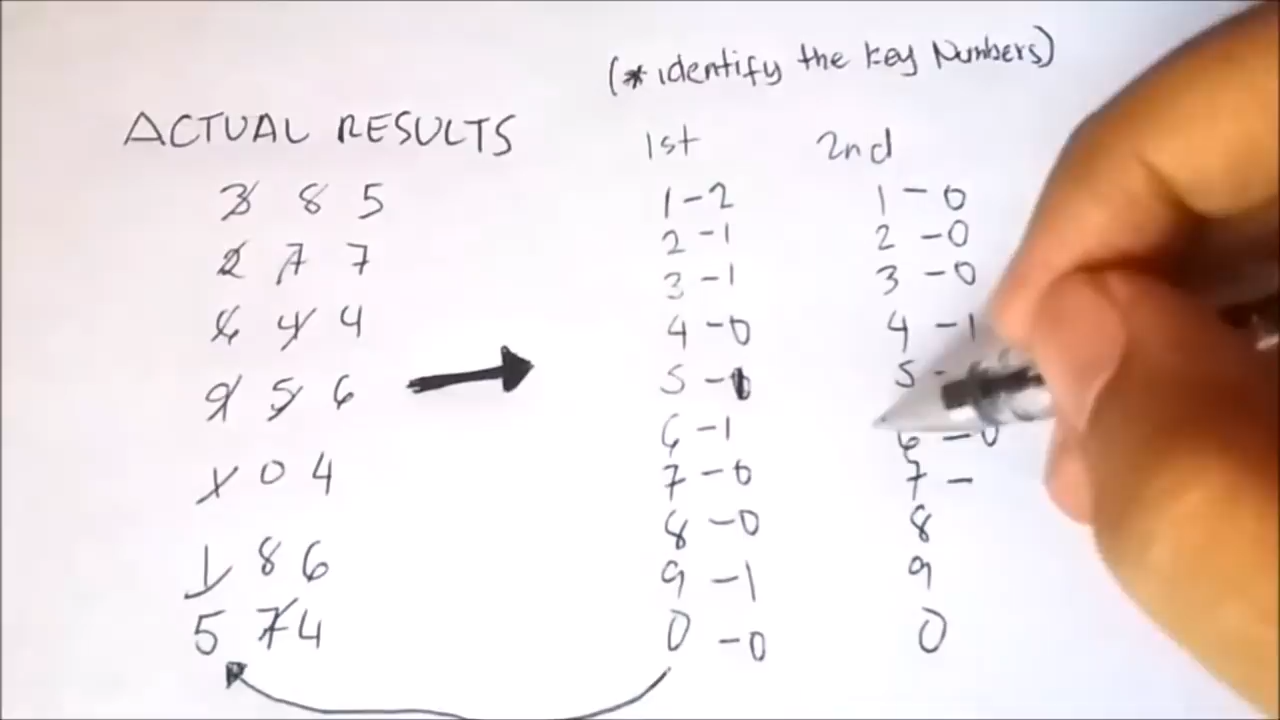 (* identify the key Numbers)
ACTUAL RESULTS
1st 2nd
3 8 5
2 7 7
6 4 4
9 5 6
1 0 4
1 8 6
5 7 4
1 - 2
2 - 1
3 - 1
4 - 0
5 - 1
6 - 1
7 - 0
8 - 0
9 - 1
0 - 0
1 - 0
2 - 0
3 - 0
4 - 1
5 -
6 - 0
7 -
8
9
0